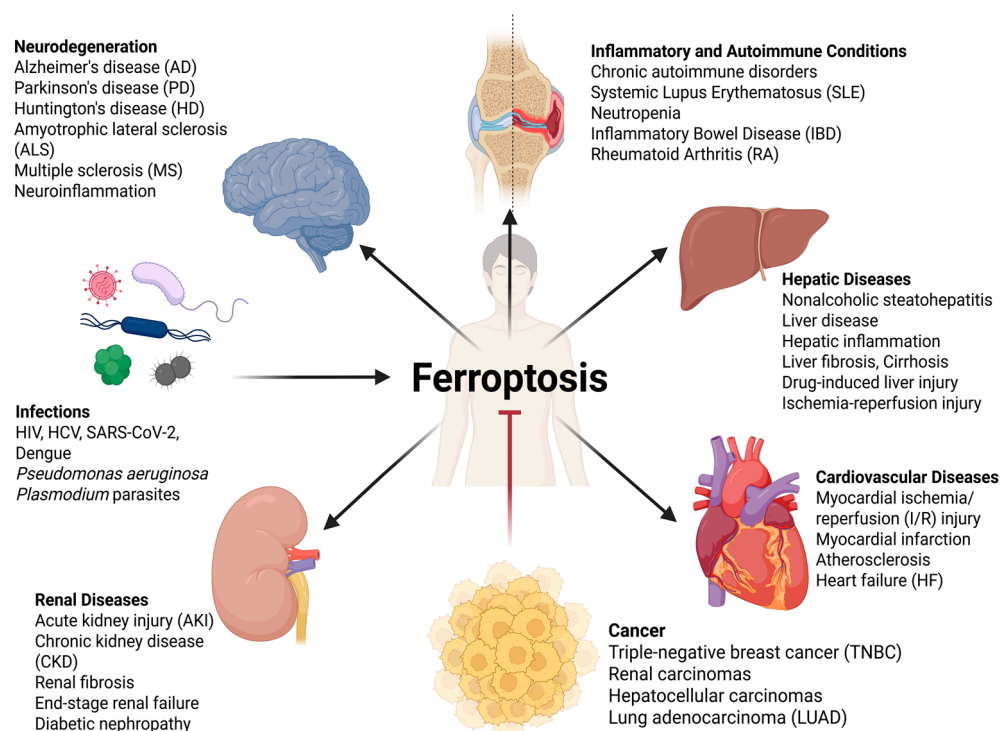 Neurodegeneration
Alzheimer's disease (AD)
Parkinson's disease (PD)
Huntington's disease (HD)
Amyotrophic lateral sclerosis
(ALS)
Multiple sclerosis (MS)
Neuroinflammation
Inflammatory and Autoimmune Conditions
Chronic autoimmune disorders
Systemic Lupus Erythematosus (SLE)
Neutropenia
Inflammatory Bowel Disease (IBD)
Rheumatoid Arthritis (RA)
Hepatic Diseases
Nonalcoholic steatohepatitis
Liver disease
Hepatic inflammation
Liver fibrosis, Cirrhosis
Drug-induced liver injury
Ischemia-reperfusion injury
Ferroptosis
Infections
HIV, HCV, SARS-CoV-2,
Dengue
Pseudomonas aeruginosa
Plasmodium parasites
Cardiovascular Diseases
Myocardial ischemia/
reperfusion (I/R) injury
Myocardial infarction
Atherosclerosis
Heart failure (HF)
Renal Diseases
Acute kidney injury (AKI)
Chronic kidney disease
(CKD)
Renal fibrosis
End-stage renal failure
Diabetic nephropathy
Cancer
Triple-negative breast cancer (TNBC)
Renal carcinomas
Hepatocellular carcinomas
Lung adenocarcinoma (LUAD)